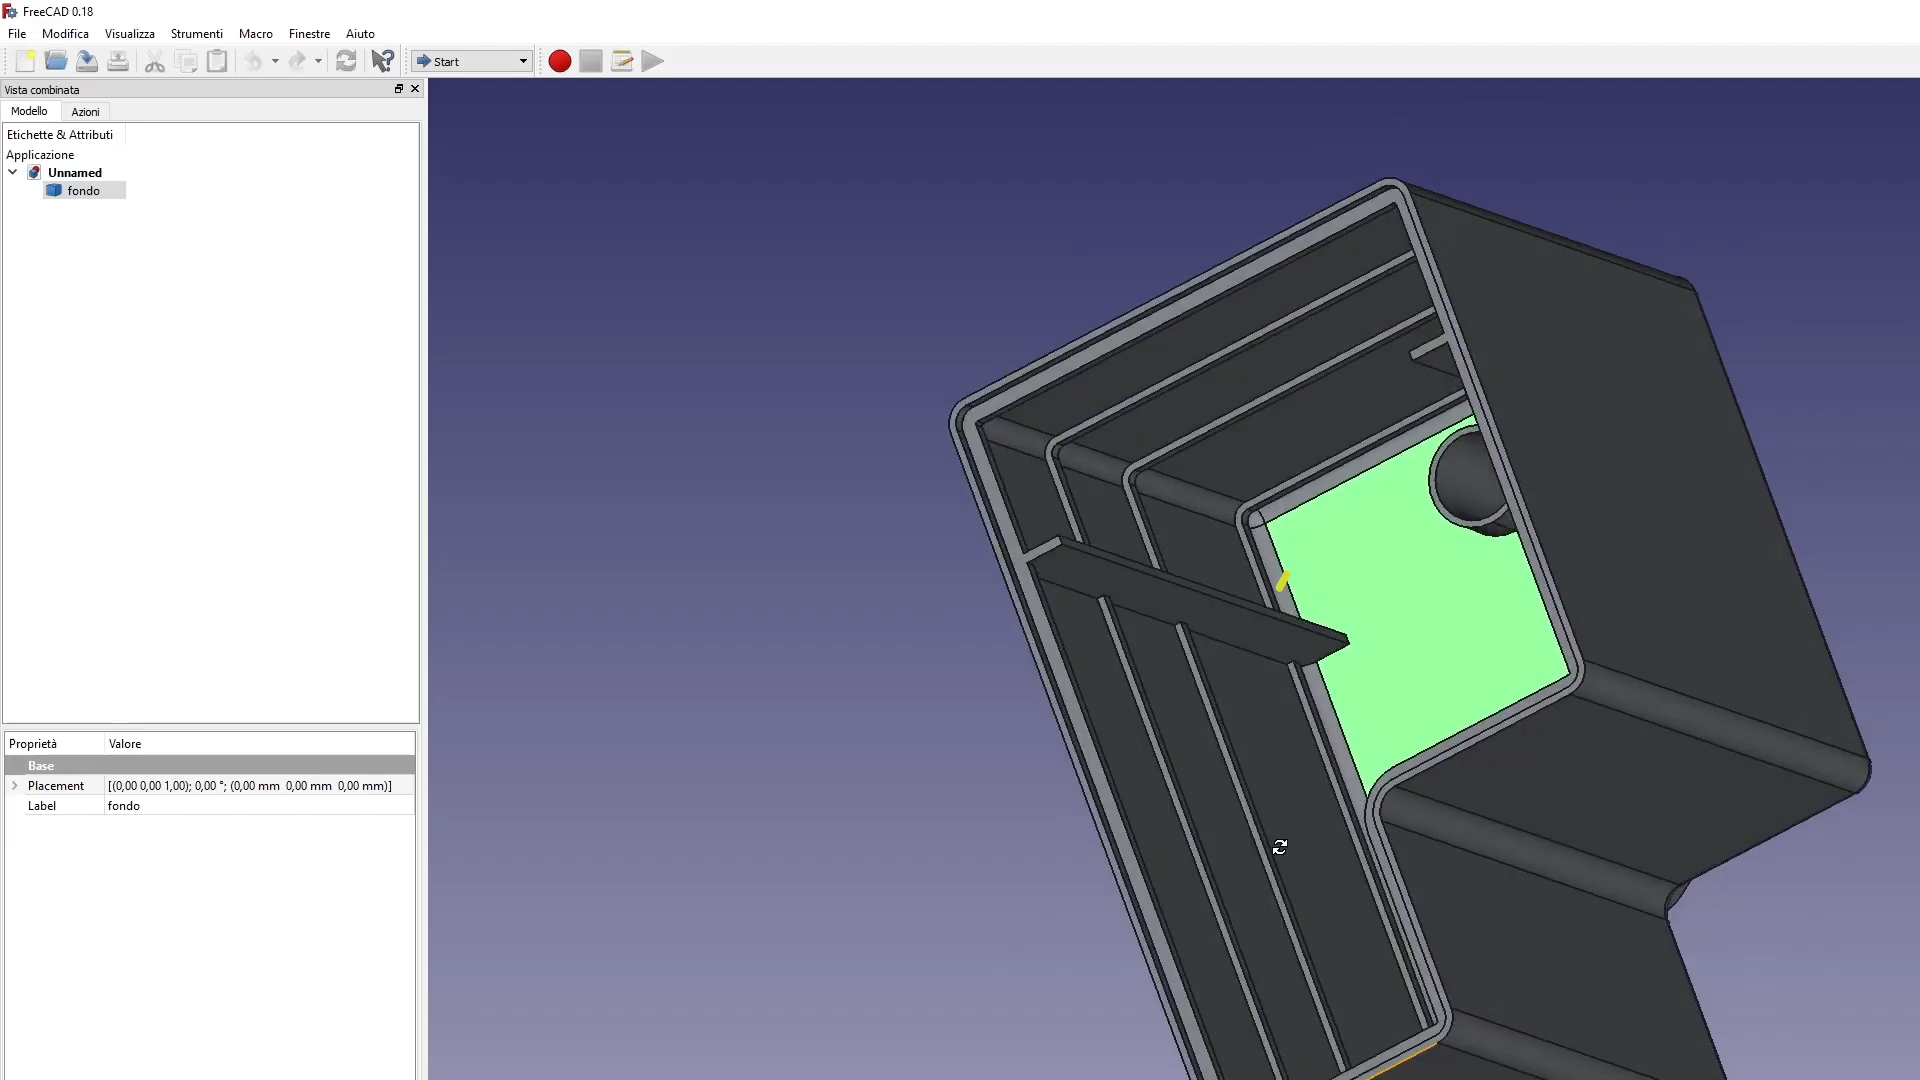 FreeCAD 0.18
File Modifica Visualizza Strumenti Macro Finestre Aiuto
Start
Vista combinata
Modello Azioni
Etichette & Attributi
Applicazione
Unnamed
fondo
Proprietà Valore
Base
Placement [(0,00 0,00 1,00); 0,00 °; (0,00 mm 0,00 mm 0,00 mm)]
Label fondo